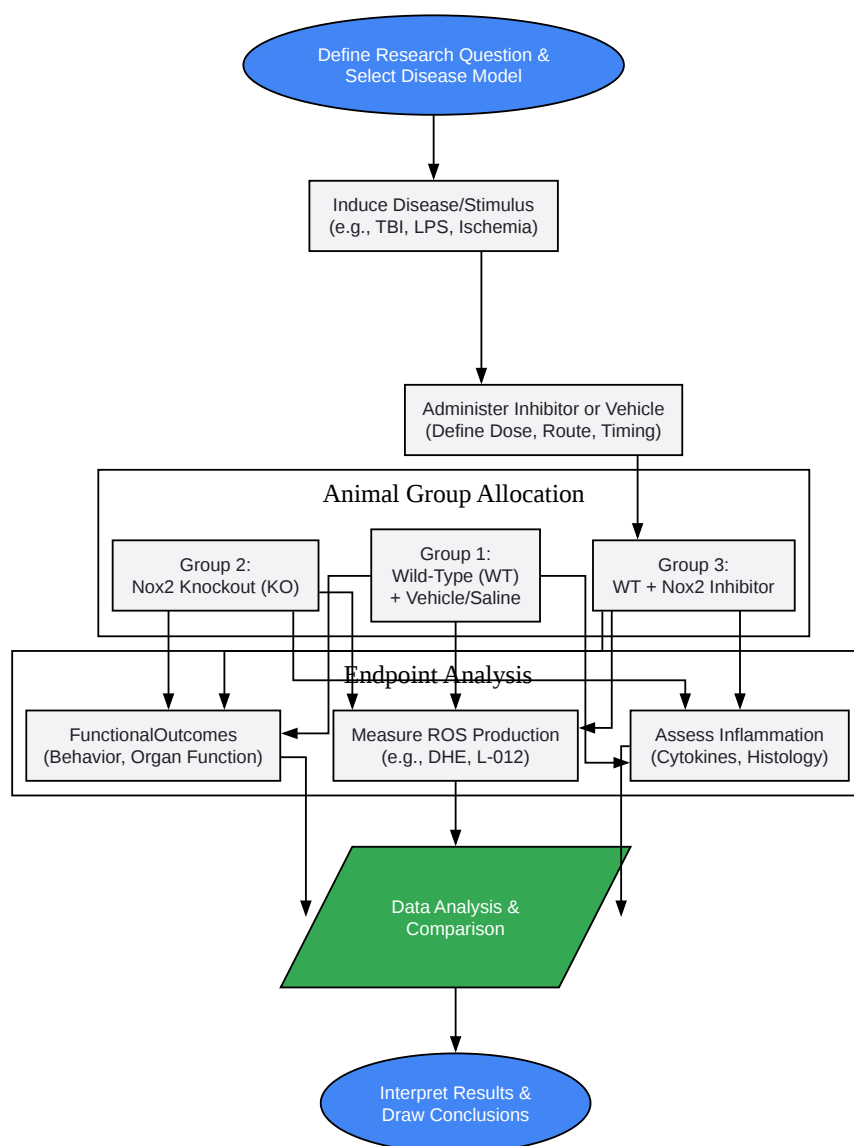 Define Research Question &
Select Disease Model
Induce Disease/Stimulus
(e.g., TBI, LPS, Ischemia)
Administer Inhibitor or Vehicle
(Define Dose, Route, Timing)
Animal Group Allocation
Group 2:
Nox2 Knockout (KO)
Group 1:
Wild-Type (WT)
+ Vehicle/Saline
Group 3:
WT + Nox2 Inhibitor
Endpoint Analysis
FunctionalOutcomes
(Behavior, Organ Function)
Measure ROS Production
(e.g., DHE, L-012)
Assess Inflammation
(Cytokines, Histology)
Data Analysis &
Comparison
Interpret Results &
Draw Conclusions